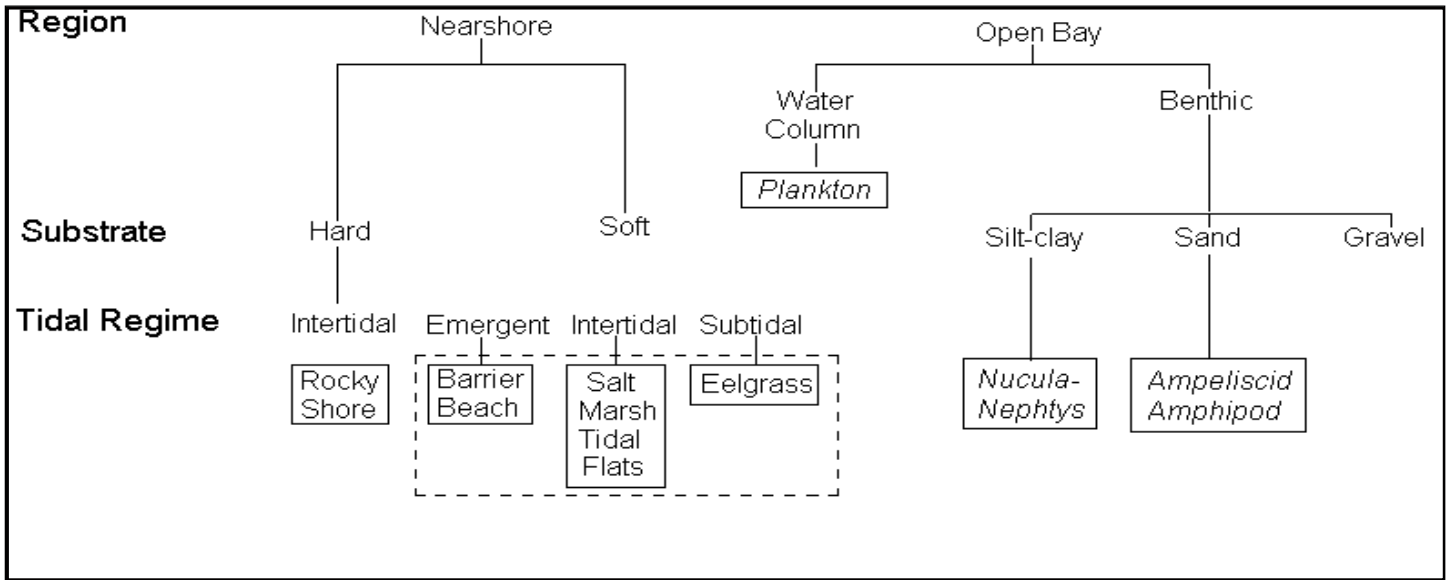 Region
Nearshore
Open Bay
Water
Column
Benthic
Plankton
Substrate
Hard
Soft
Silt-clay
Sand
Gravel
Tidal Regime
Intertidal
Emergent
Intertidal
Subtidal
Rocky
Shore
Barrier
Beach
Salt
Marsh
Tidal
Flats
Eelgrass
Nucula-
Nephtys
Ampeliscid
Amphipod